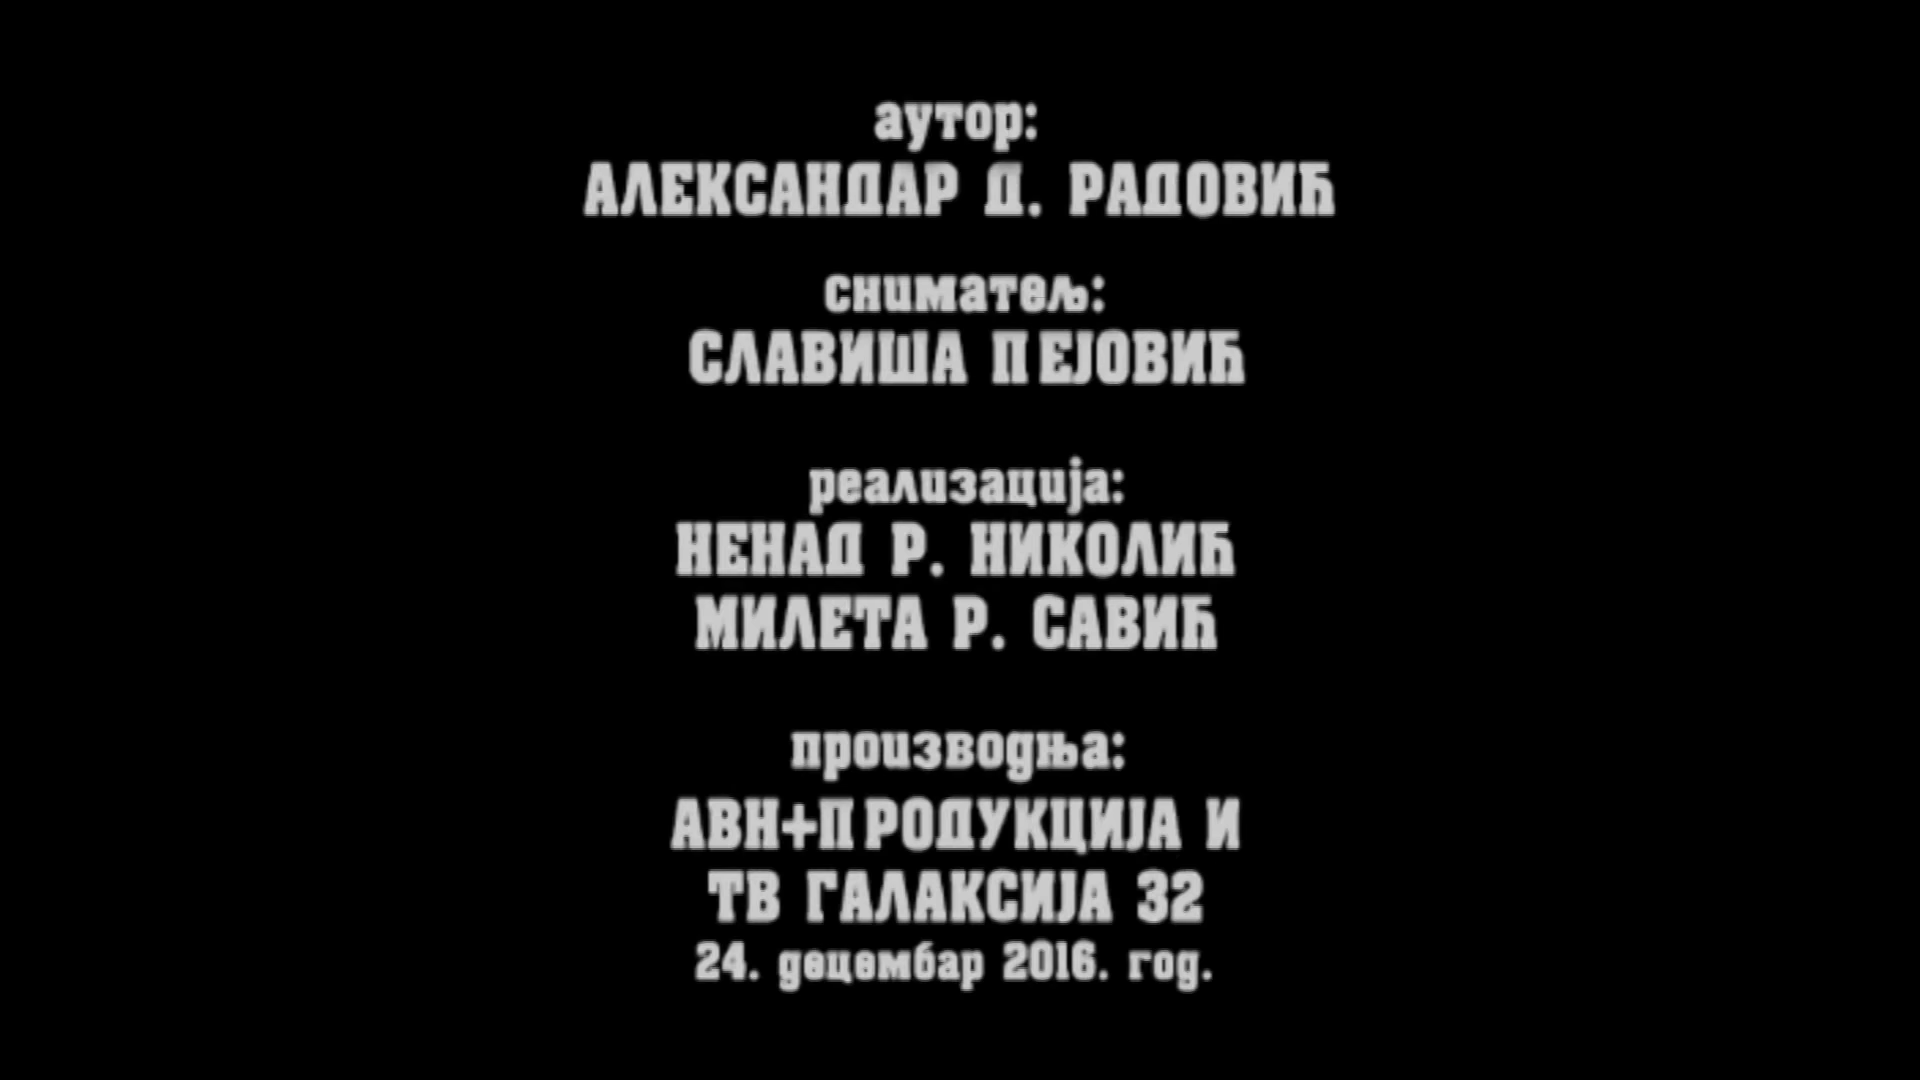 аутор:
АЛЕКСАНДАР Д. РАДОВИЋ
сниматељ:
СЛАВИША ПЕЈОВИЋ
реализација:
НЕНАД Р. НИКОЛИЋ
МИЛЕТА Р. САВИЋ
производња:
АВН+ПРОДУКЦИЈА И
ТВ ГАЛАКСИЈА 32
24. децембар 2016. год.